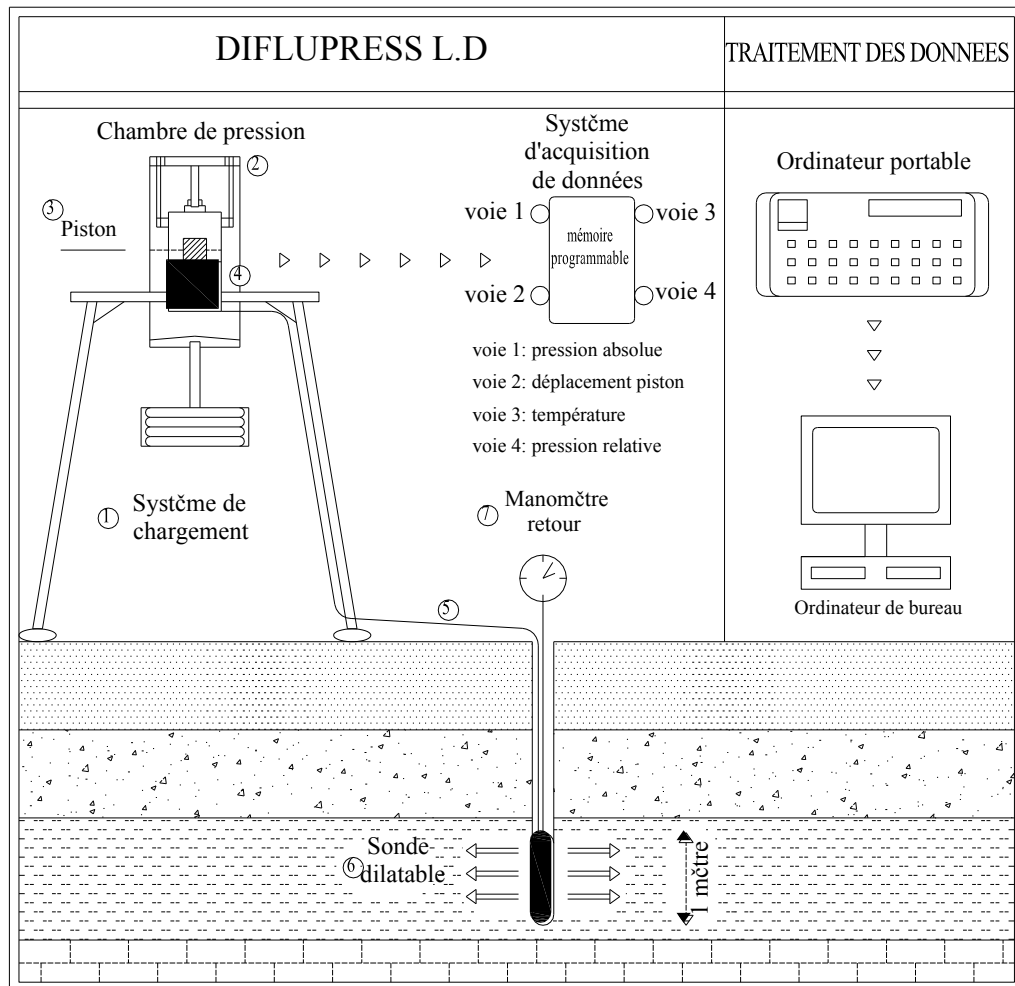 DIFLUPRESS L.D
TRAITEMENT DES DONNEES
Chambre de pression
2
3
Piston
4
Systčme
d'acquisition
de données
voie 1
voie 3
mémoire
programmable
voie 2
voie 4
voie 1: pression absolue
voie 2: déplacement piston
voie 3: température
voie 4: pression relative
Ordinateur portable
Ordinateur de bureau
1
Systčme de
chargement
7
Manomčtre
retour
5
6
Sonde
dilatable
1 mčtre